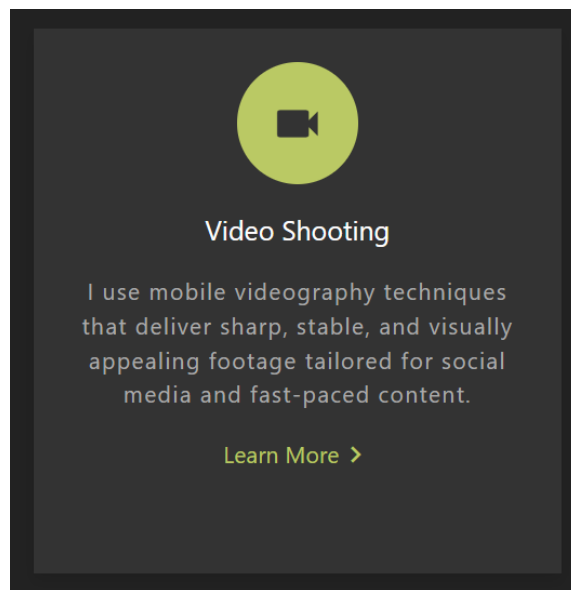 Video Shooting
I use mobile videography techniques
that deliver sharp, stable, and visually
appealing footage tailored for social
media and fast-paced content.
Learn More